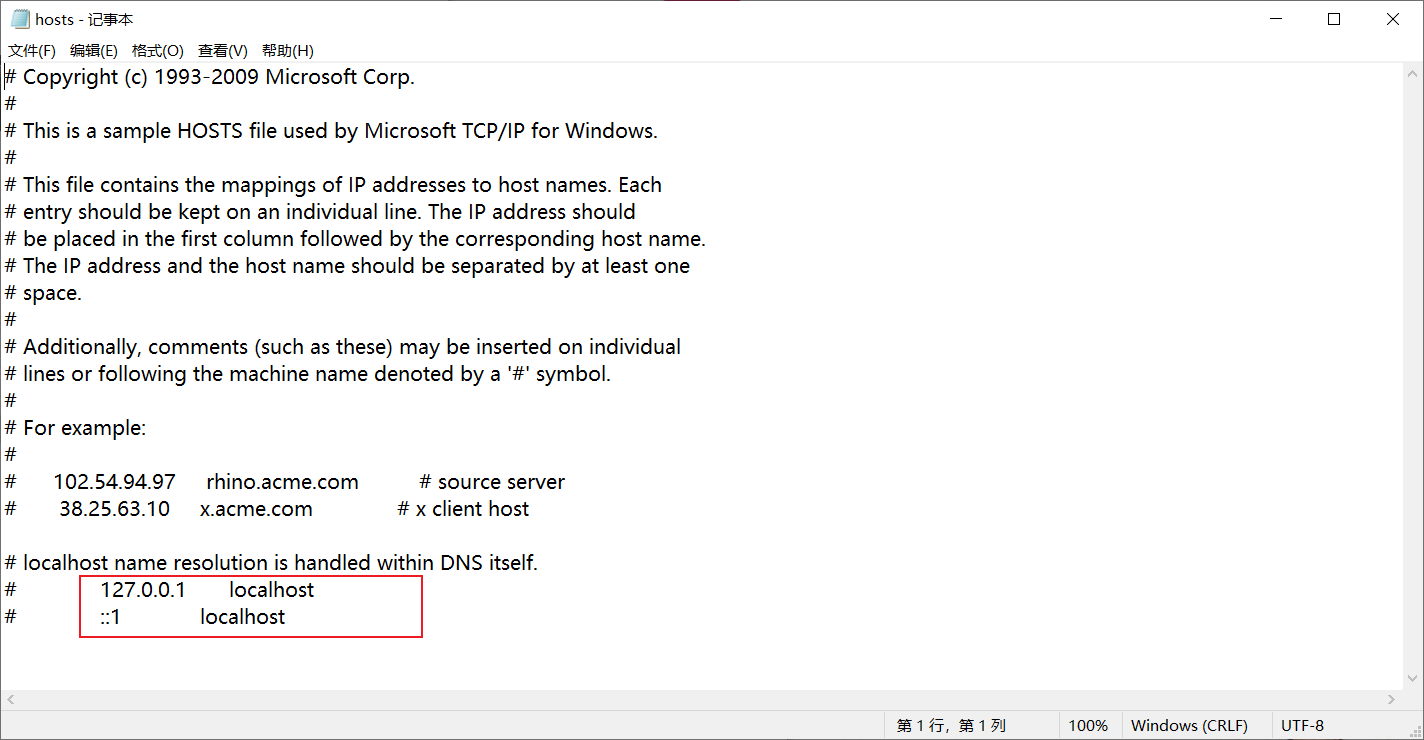 hosts - 记事本
文件(F) 编辑(E) 格式(O) 查看(V) 帮助(H)
# Copyright (c) 1993-2009 Microsoft Corp.
#
# This is a sample HOSTS file used by Microsoft TCP/IP for Windows.
#
# This file contains the mappings of IP addresses to host names. Each
# entry should be kept on an individual line. The IP address should
# be placed in the first column followed by the corresponding host name.
# The IP address and the host name should be separated by at least one
# space.
#
# Additionally, comments (such as these) may be inserted on individual
# lines or following the machine name denoted by a '#' symbol.
#
# For example:
#
# 102.54.94.97 rhino.acme.com # source server
# 38.25.63.10 x.acme.com # x client host
# localhost name resolution is handled within DNS itself.
# 127.0.0.1 localhost
# ::1 localhost
第 1 行，第 1 列 100% Windows (CRLF) UTF-8